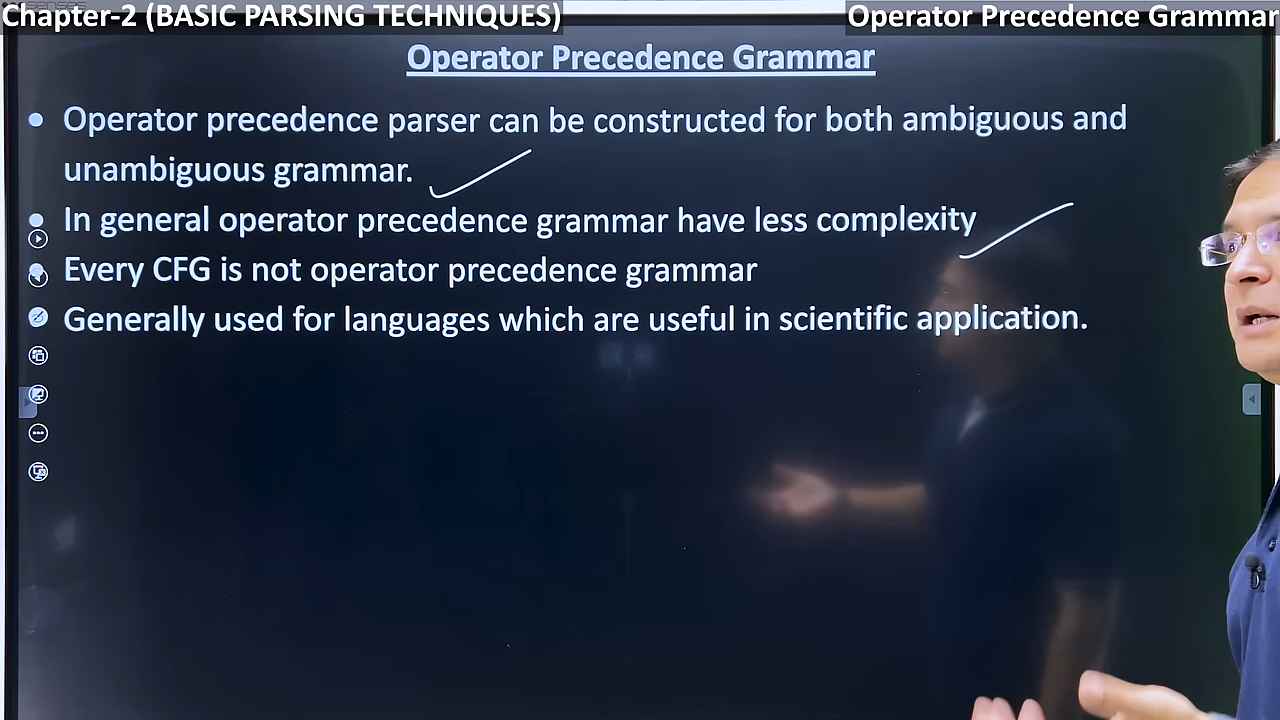 Chapter-2 (BASIC PARSING TECHNIQUES)
Operator Precedence Grammar
Operator Precedence Grammar
Operator precedence parser can be constructed for both ambiguous and
unambiguous grammar.
In general operator precedence grammar have less complexity
Every CFG is not operator precedence grammar
Generally used for languages which are useful in scientific application.